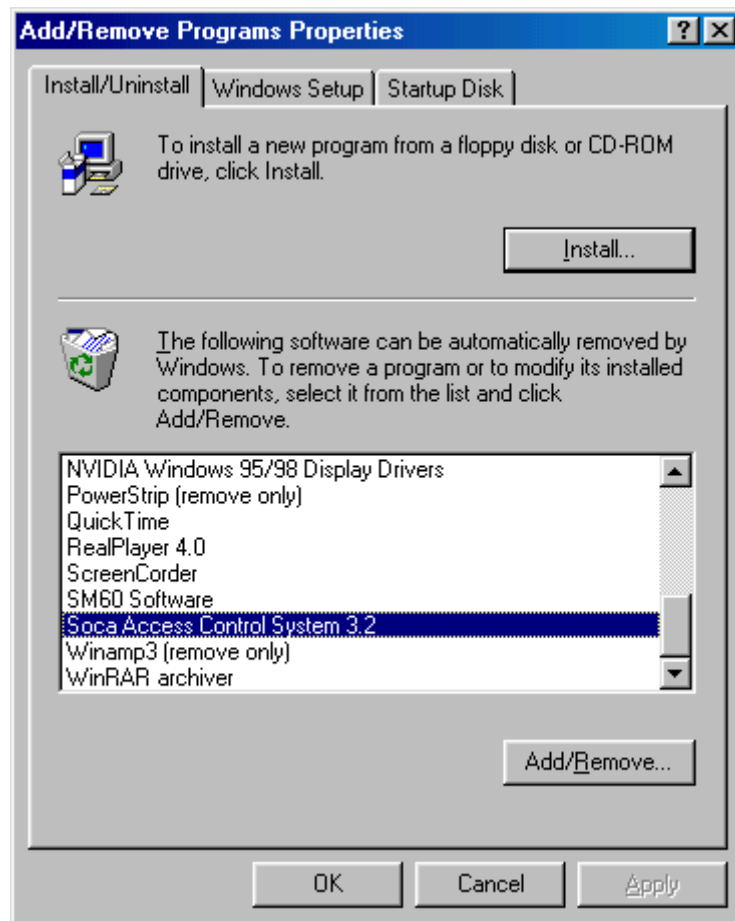 Add/Remove Programs Properties
Install/Uninstall
Windows Setup
Startup Disk
To install a new program from a floppy disk or CD-ROM
drive, click Install.
Install...
The following software can be automatically removed by
Windows. To remove a program or to modify its installed
components, select it from the list and click
Add/Remove.
NVIDIA Windows 95/98 Display Drivers
PowerStrip (remove only)
QuickTime
RealPlayer 4.0
ScreenCorder
SM60 Software
Soca Access Control System 3.2
Winamp3 (remove only)
WinRAR archiver
Add/Remove...
OK
Cancel
Apply